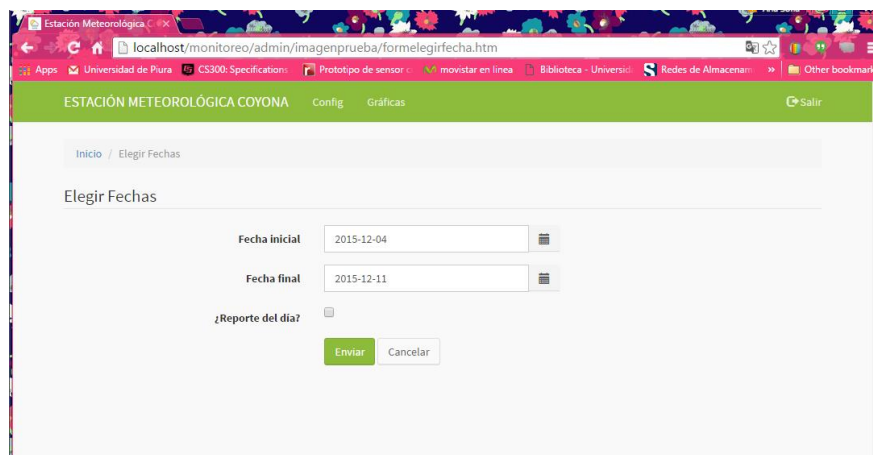 Estación Meteorológica C
localhost/monitoreo/admin/imagenprueba/formelegirfecha.htm
Apps Universidad de Piura CS300: Specifications Prototipo de sensor movistar en linea Biblioteca - Universid Redes de Almacenam » Other bookmark
ESTACIÓN METEOROLÓGICA COYONA Config Gráficas Salir
Inicio / Elegir Fechas
Elegir Fechas
Fecha inicial 2015-12-04
Fecha final 2015-12-11
¿Reporte del día?
Enviar Cancelar